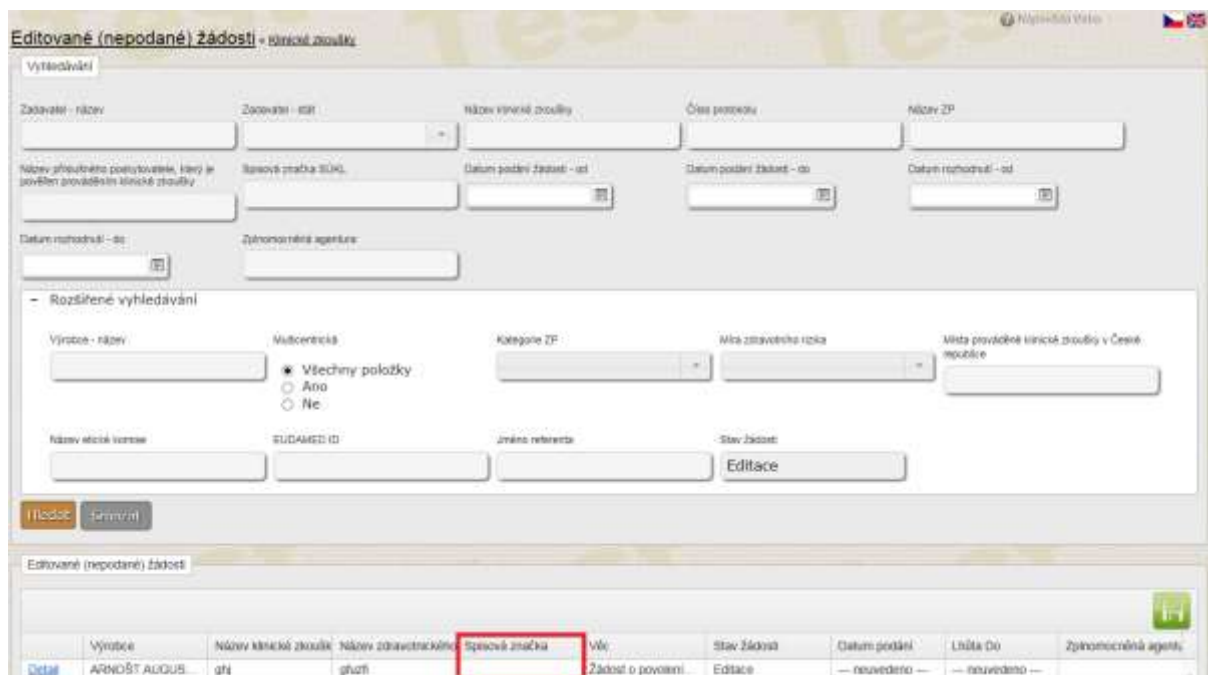 Nápověda Webu
Editované (nepodané) žádosti - Klinické zkoušky
Vyhledávání
Zadavatel - název
Zadavatel - stát
Název klinické zkoušky
Číslo protokolu
Název ZP
Název příslušného poskytovatele, který je
pověřen prováděním klinické zkoušky
Spisová značka SÚKL
Datum podání žádosti - od
Datum podání žádosti - do
Datum rozhodnutí - od
Datum rozhodnutí - do
Zplnomocněná agentura
− Rozšířené vyhledávání
Výrobce - název
Multicentrická
Kategorie ZP
Míra zdravotního rizika
Místa prováděné klinické zkoušky v České
republice
Všechny položky
Ano
Ne
Název etické komise
EUDAMED ID
Jméno referenta
Stav žádosti
Editace
Hledat
Smazat
Editované (nepodané) žádosti
Výrobce Název klinické zkoušk Název zdravotnického Spisová značka Věc Stav žádosti Datum podání Lhůta Do Zplnomocněná agent
Detail ARNOŠT AUGUS... ghj Žádost o povolení... Editace --- neuvedeno --- --- neuvedeno ---